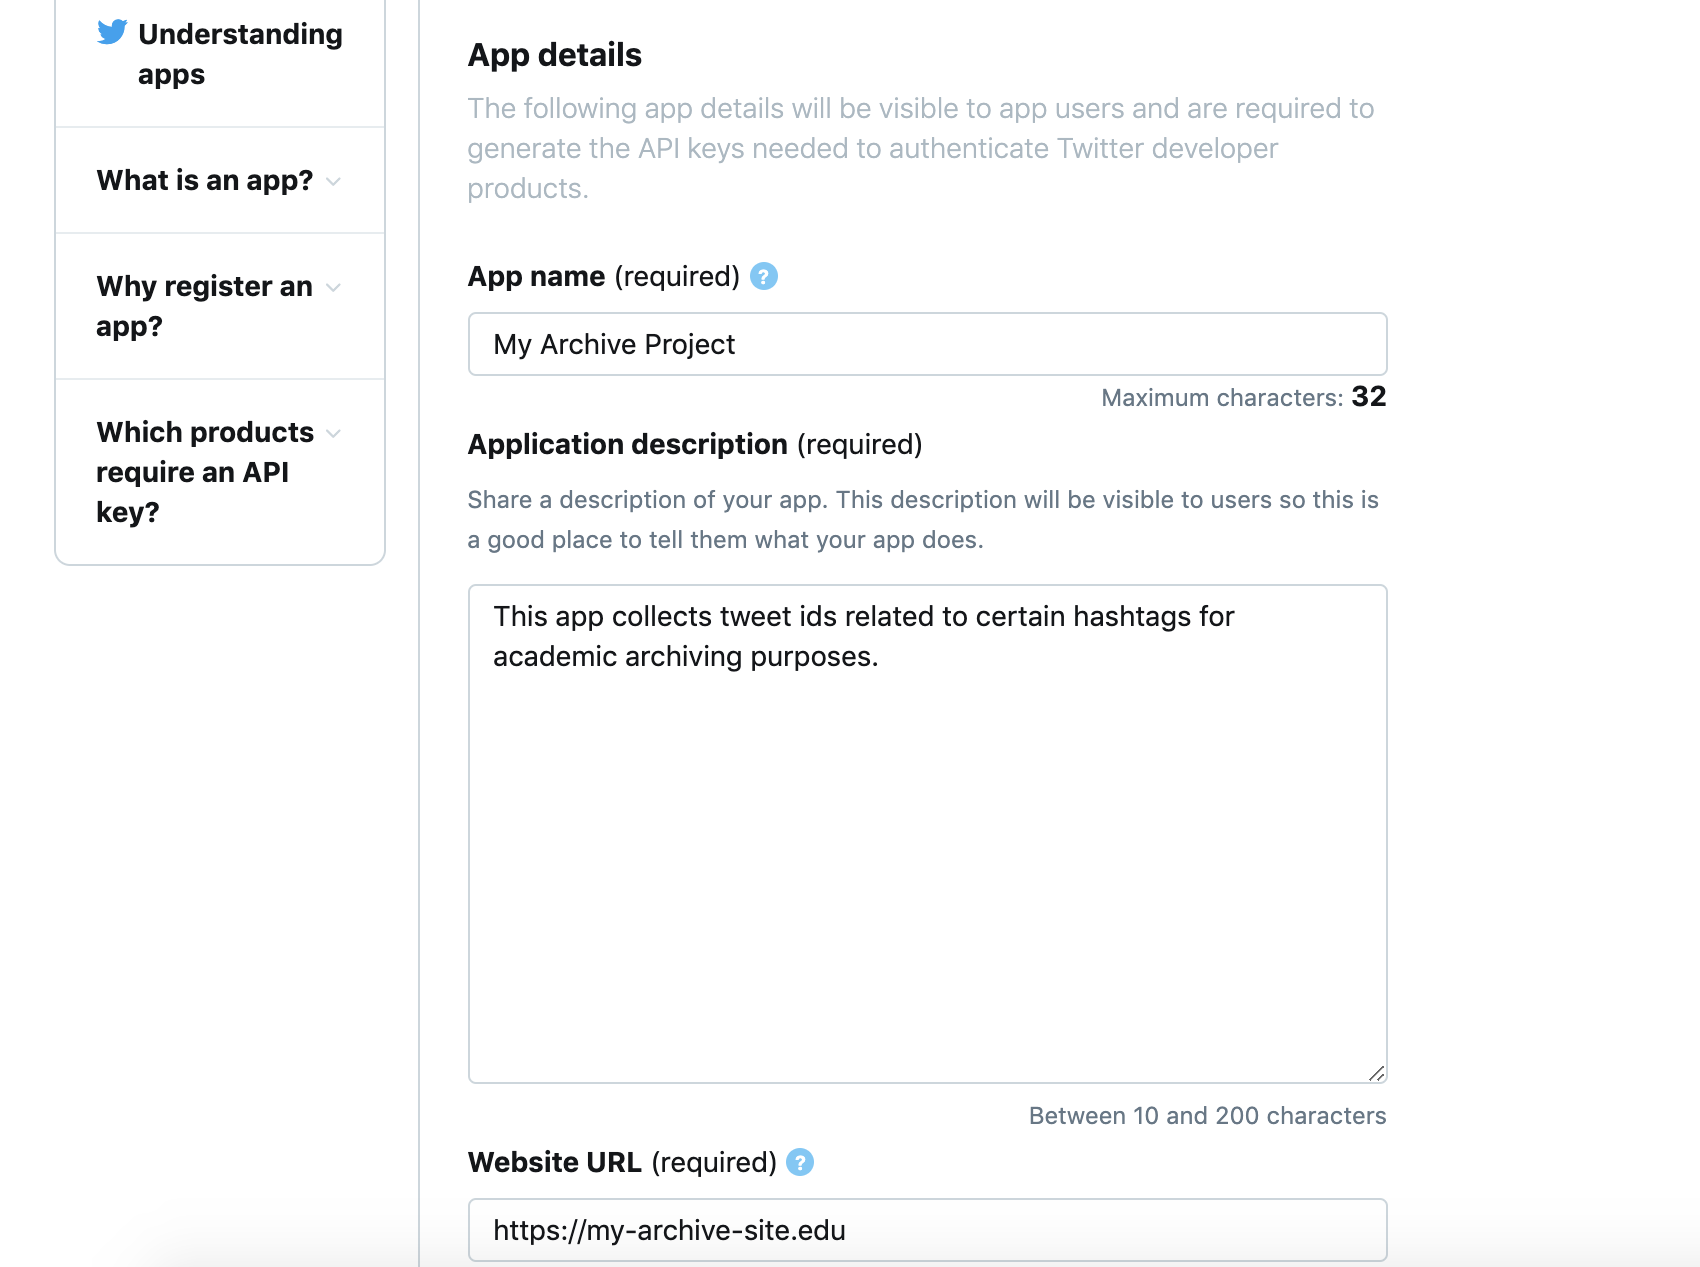 Understanding
apps
What is an app?
Why register an
app?
Which products
require an API
key?
App details
The following app details will be visible to app users and are required to
generate the API keys needed to authenticate Twitter developer
products.
App name (required) ?
My Archive Project
Maximum characters: 32
Application description (required)
Share a description of your app. This description will be visible to users so this is
a good place to tell them what your app does.
This app collects tweet ids related to certain hashtags for
academic archiving purposes.
Between 10 and 200 characters
Website URL (required) ?
https://my-archive-site.edu